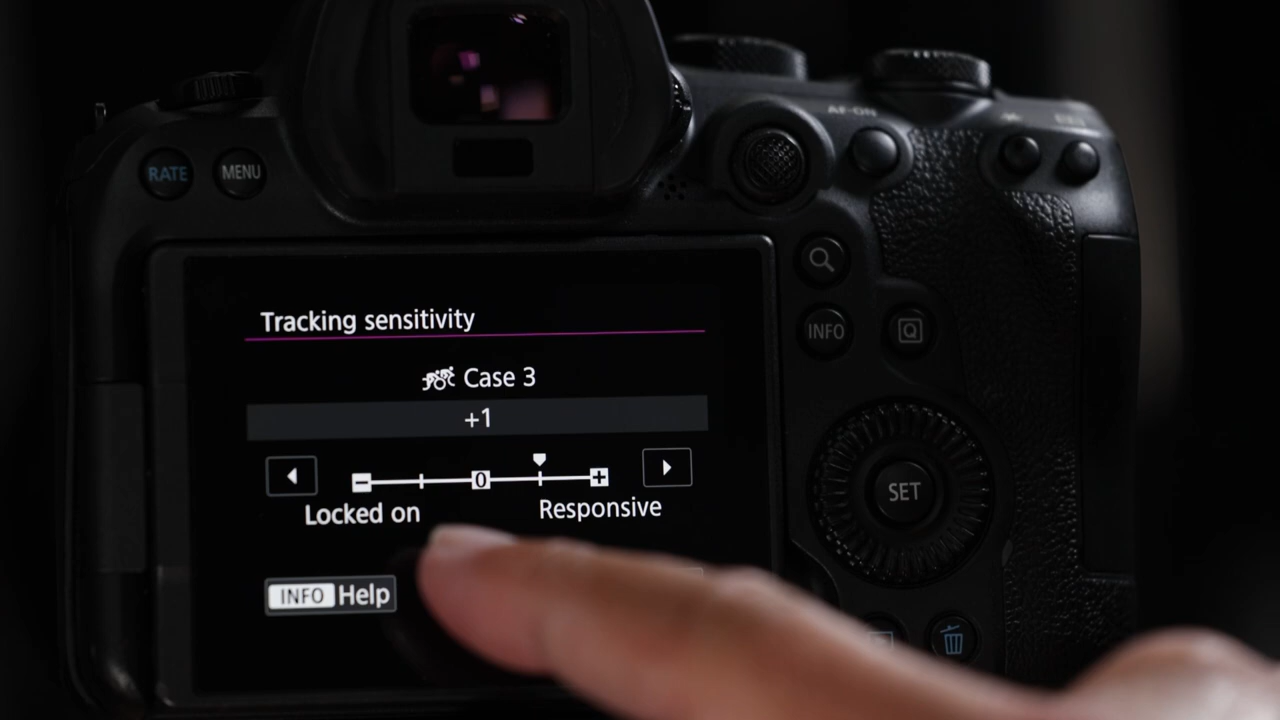 AF-ON
RATE
MENU
INFO
Q
Tracking sensitivity
Case 3
+1
− 0 +
Locked on
Responsive
SET
INFO Help